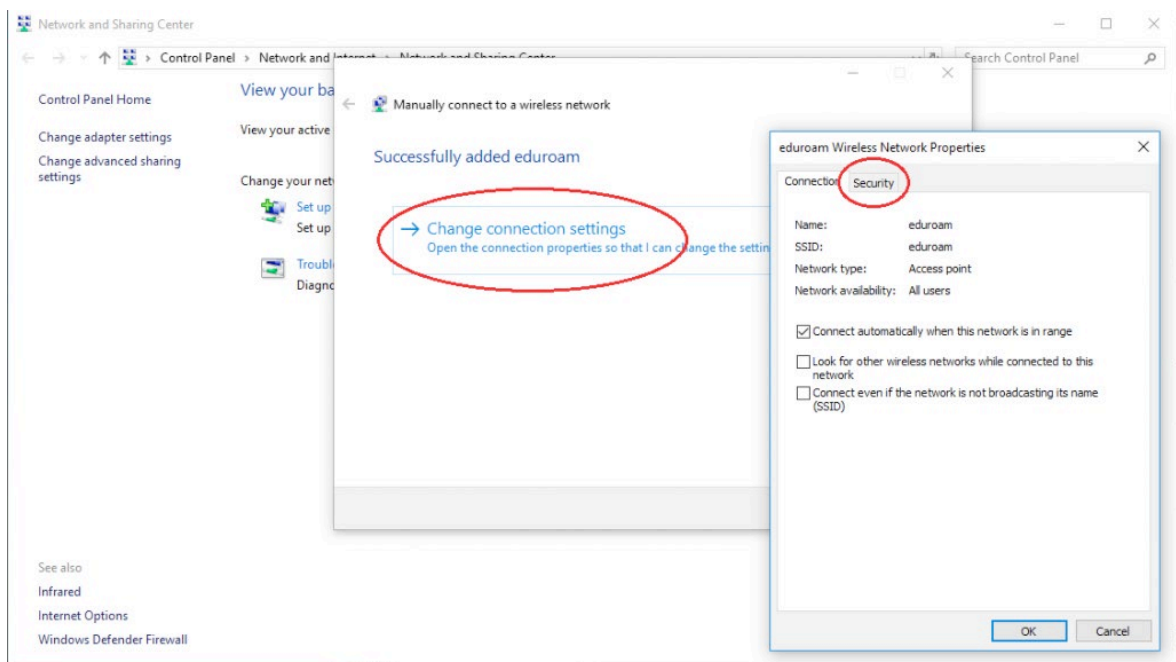 Network and Sharing Center
Control Panel > Network and Internet > Network and Sharing Center
Search Control Panel
Control Panel Home
Change adapter settings
Change advanced sharing
settings
View your ba
View your active
Change your net
Set up
Set up
Troubl
Diagno
See also
Infrared
Internet Options
Windows Defender Firewall
Manually connect to a wireless network
Successfully added eduroam
→ Change connection settings
Open the connection properties so that I can change the settin
eduroam Wireless Network Properties
Connection Security
Name: eduroam
SSID: eduroam
Network type: Access point
Network availability: All users
Connect automatically when this network is in range
Look for other wireless networks while connected to this
network
Connect even if the network is not broadcasting its name
(SSID)
OK Cancel